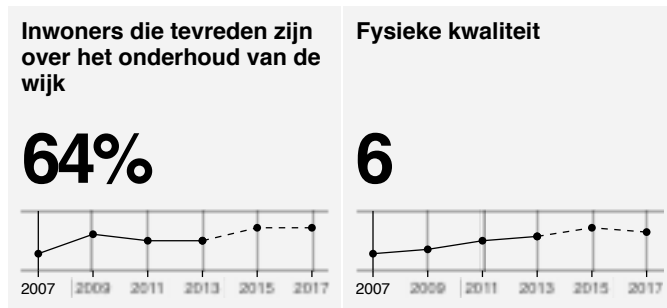 Inwoners die tevreden zijn
over het onderhoud van de
wijk
64%
2007 2009 2011 2013 2015 2017
Fysieke kwaliteit
6
2007 2009 2011 2013 2015 2017